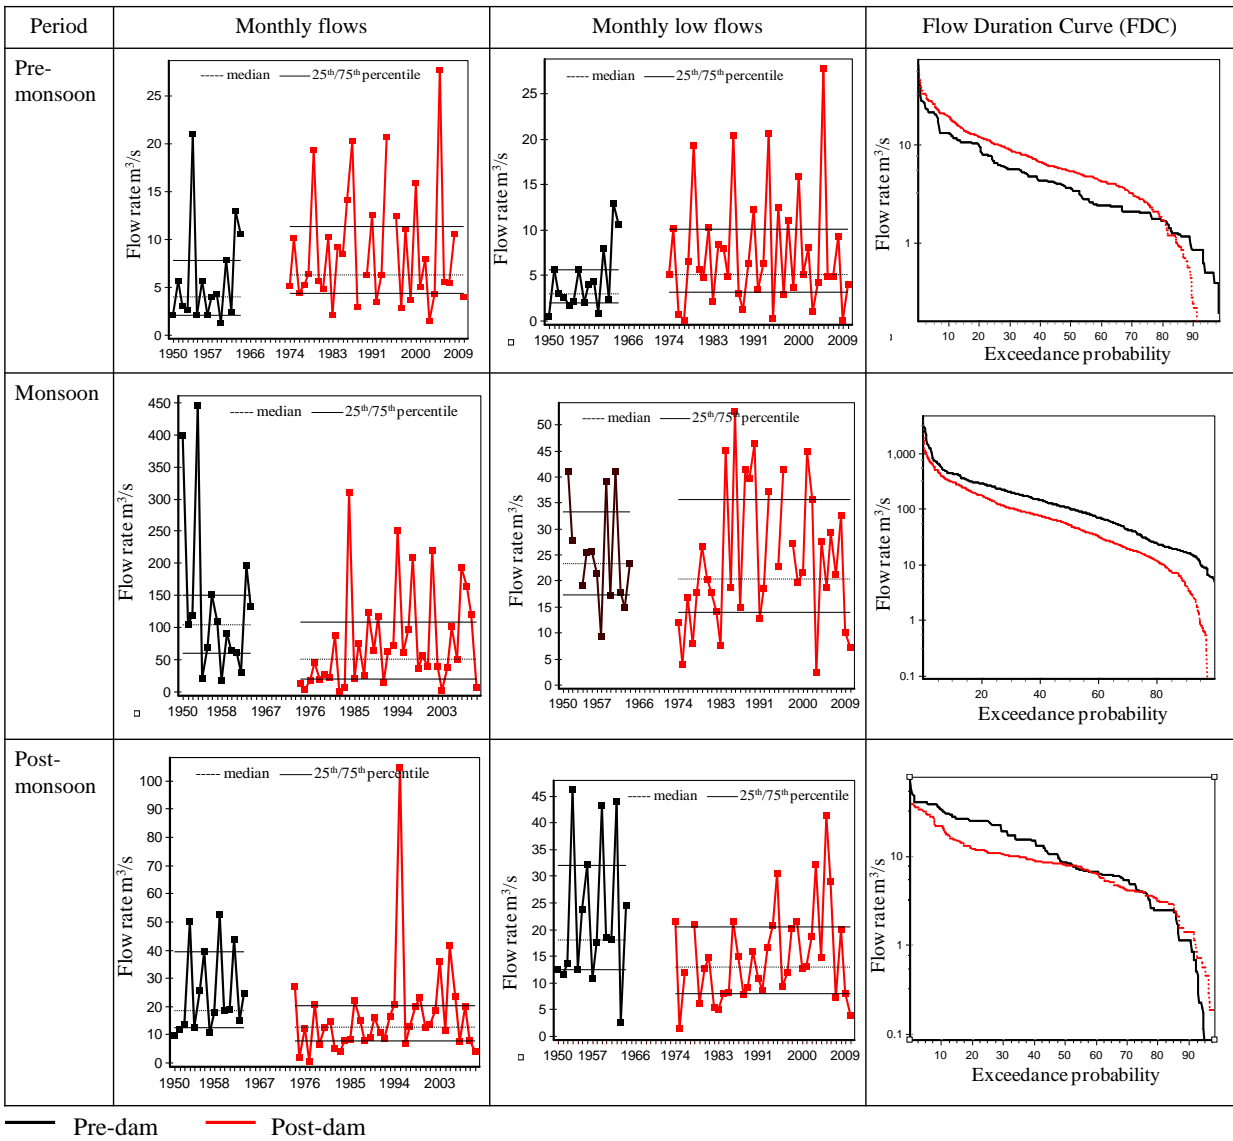 Period Monthly flows Monthly low flows Flow Duration Curve (FDC)
Pre-
monsoon
----- median —— 25th/75th percentile
Flow rate m³/s
25
20
15
10
5
0
1950 1957 1966 1974 1983 1991 2000 2009
----- median —— 25th/75th percentile
Flow rate m³/s
25
20
15
10
5
0
1950 1957 1966 1974 1983 1991 2000 2009
Flow rate m³/s
10
1
10 20 30 40 50 60 70 80 90
Exceedance probability
Monsoon
----- median —— 25th/75th percentile
Flow rate m³/s
450
400
350
300
250
200
150
100
50
0
1950 1958 1967 1976 1985 1994 2003
----- median —— 25th/75th percentile
Flow rate m³/s
50
45
40
35
30
25
20
15
10
5
0
1950 1957 1966 1974 1983 1991 2000 2009
Flow rate m³/s
1,000
100
10
1
0.1
20 40 60 80
Exceedance probability
Post-
monsoon
----- median —— 25th/75th percentile
Flow rate m³/s
100
90
80
70
60
50
40
30
20
10
0
1950 1958 1967 1976 1985 1994 2003
----- median —— 25th/75th percentile
Flow rate m³/s
45
40
35
30
25
20
15
10
5
0
1950 1957 1966 1974 1983 1991 2000 2009
Flow rate m³/s
10
1
0.1
10 20 30 40 50 60 70 80 90
Exceedance probability
Pre-dam Post-dam